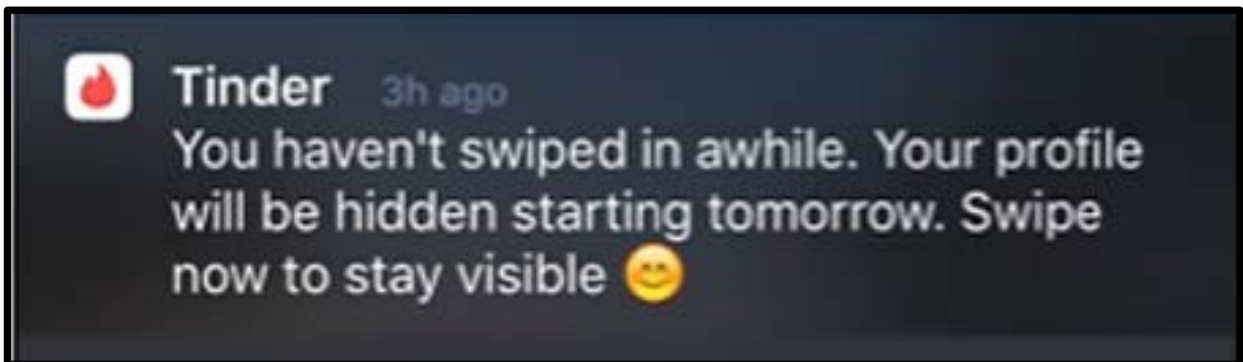 Tinder 3h ago
You haven't swiped in awhile. Your profile
will be hidden starting tomorrow. Swipe
now to stay visible 😊